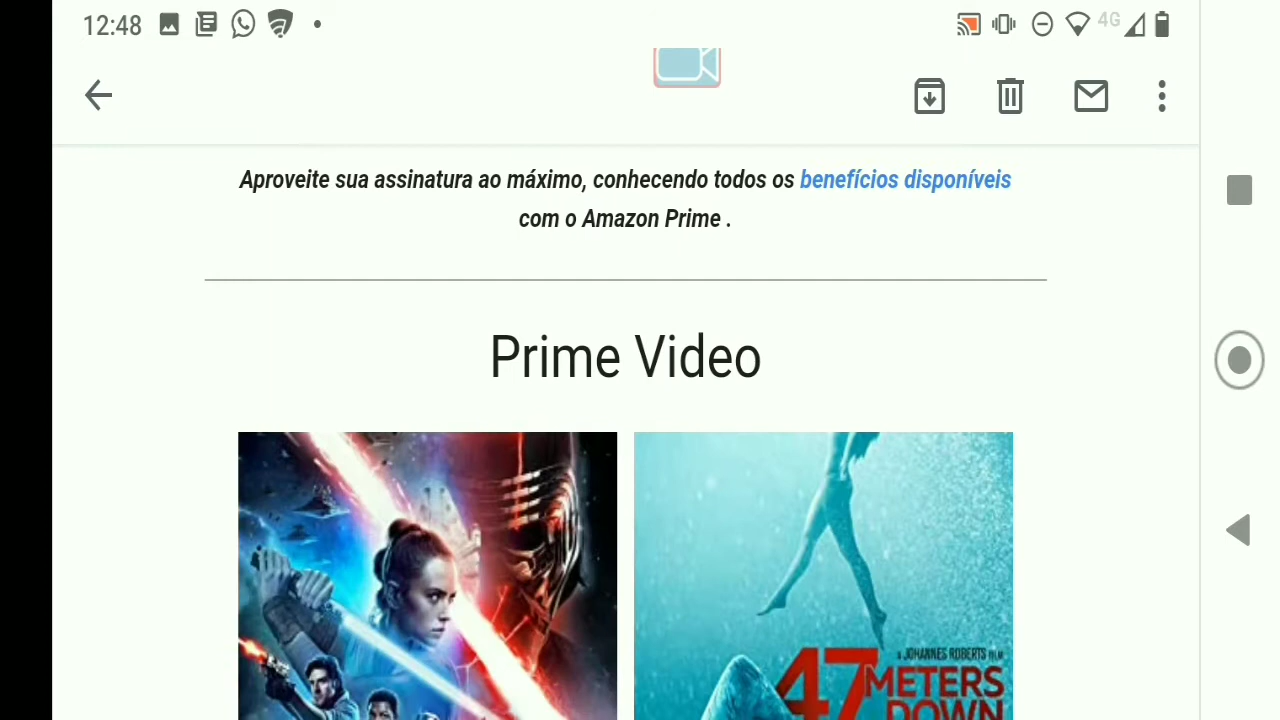 12:48
4G
Aproveite sua assinatura ao máximo, conhecendo todos os benefícios disponíveis
com o Amazon Prime .
Prime Video
A JOHANNES ROBERTS FILM
47
METERS
DOWN